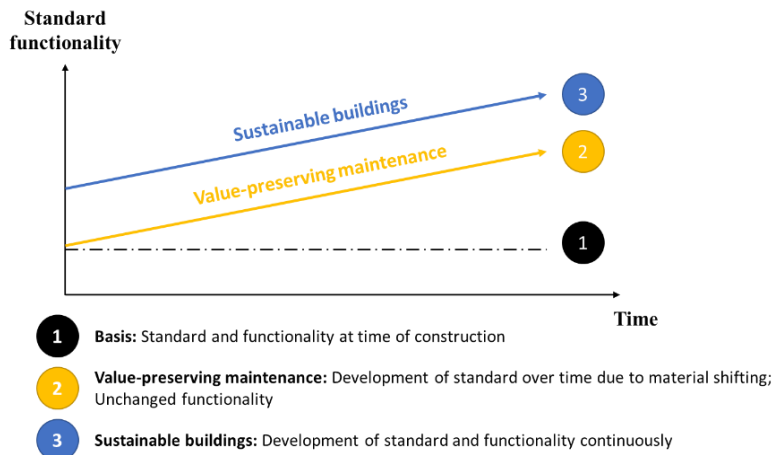 Standard
functionality
Sustainable buildings
3
Value-preserving maintenance
2
1
Time
1 Basis: Standard and functionality at time of construction
2 Value-preserving maintenance: Development of standard over time due to material shifting;
Unchanged functionality
3 Sustainable buildings: Development of standard and functionality continuously